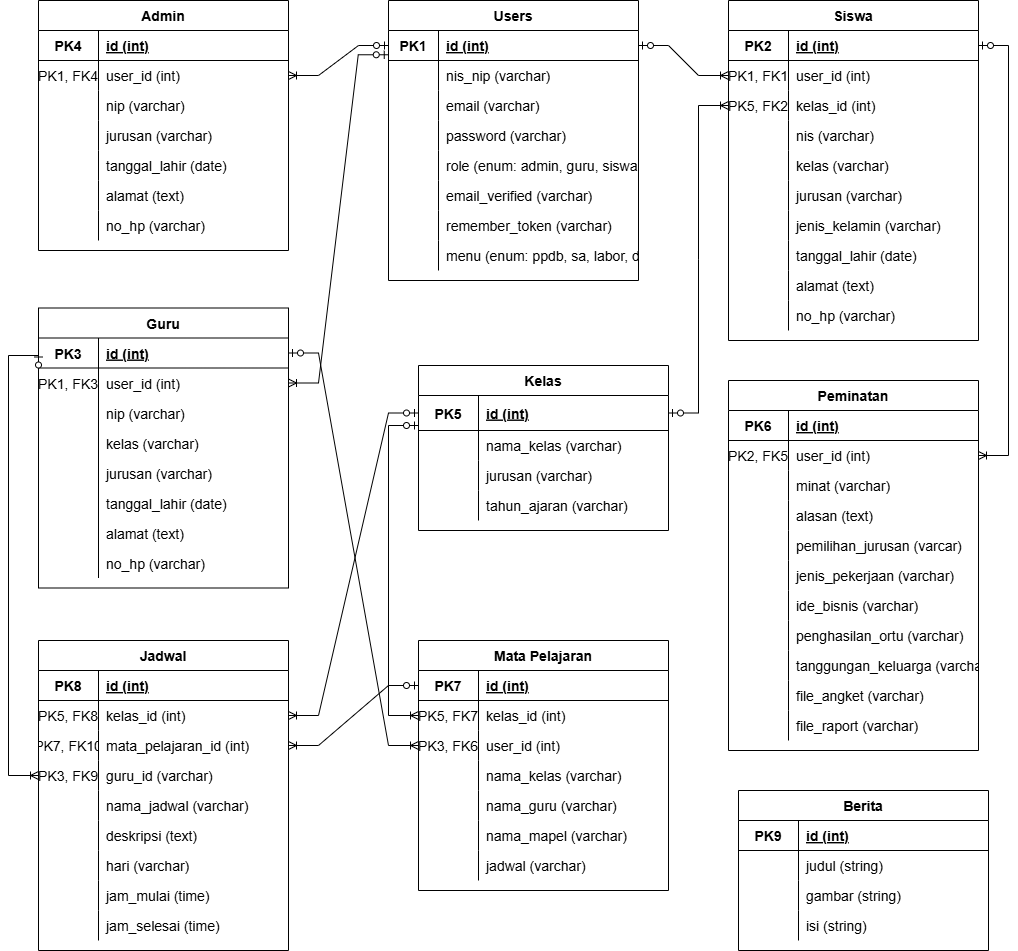 Admin
PK4 id (int)
PK1, FK4 user_id (int)
nip (varchar)
jurusan (varchar)
tanggal_lahir (date)
alamat (text)
no_hp (varchar)
Users
PK1 id (int)
nis_nip (varchar)
email (varchar)
password (varchar)
role (enum: admin, guru, siswa
email_verified (varchar)
remember_token (varchar)
menu (enum: ppdb, sa, labor, d
Siswa
PK2 id (int)
PK1, FK1 user_id (int)
PK5, FK2 kelas_id (int)
nis (varchar)
kelas (varchar)
jurusan (varchar)
jenis_kelamin (varchar)
tanggal_lahir (date)
alamat (text)
no_hp (varchar)
Guru
PK3 id (int)
PK1, FK3 user_id (int)
nip (varchar)
kelas (varchar)
jurusan (varchar)
tanggal_lahir (date)
alamat (text)
no_hp (varchar)
Kelas
PK5 id (int)
nama_kelas (varchar)
jurusan (varchar)
tahun_ajaran (varchar)
Peminatan
PK6 id (int)
PK2, FK5 user_id (int)
minat (varchar)
alasan (text)
pemilihan_jurusan (varcar)
jenis_pekerjaan (varchar)
ide_bisnis (varchar)
penghasilan_ortu (varchar)
tanggungan_keluarga (varcha
file_angket (varchar)
file_raport (varchar)
Jadwal
PK8 id (int)
PK5, FK8 kelas_id (int)
PK7, FK10 mata_pelajaran_id (int)
PK3, FK9 guru_id (varchar)
nama_jadwal (varchar)
deskripsi (text)
hari (varchar)
jam_mulai (time)
jam_selesai (time)
Mata Pelajaran
PK7 id (int)
PK5, FK7 kelas_id (int)
PK3, FK6 user_id (int)
nama_kelas (varchar)
nama_guru (varchar)
nama_mapel (varchar)
jadwal (varchar)
Berita
PK9 id (int)
judul (string)
gambar (string)
isi (string)